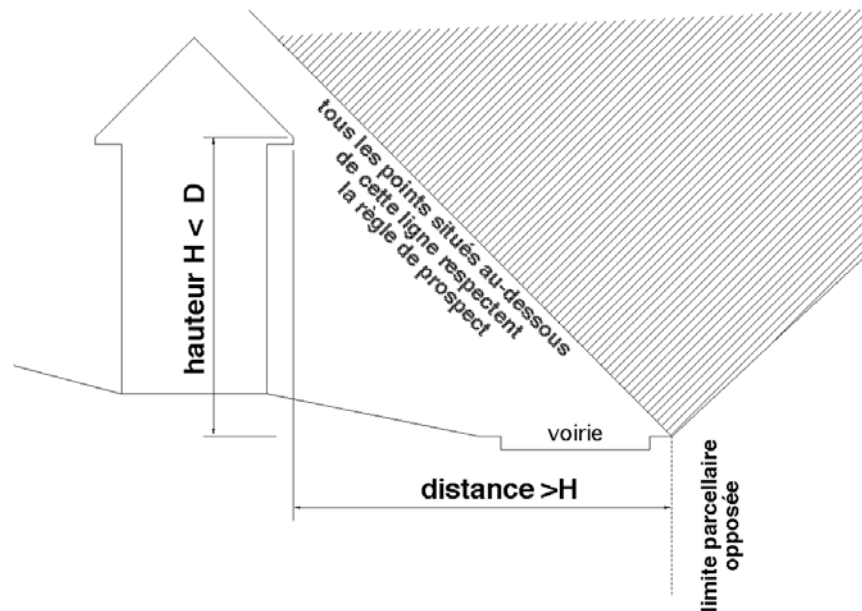 tous les points situés au-dessous
de cette ligne respectent
la règle de prospect
hauteur H < D
voirie
distance >H
limite parcellaire
opposée